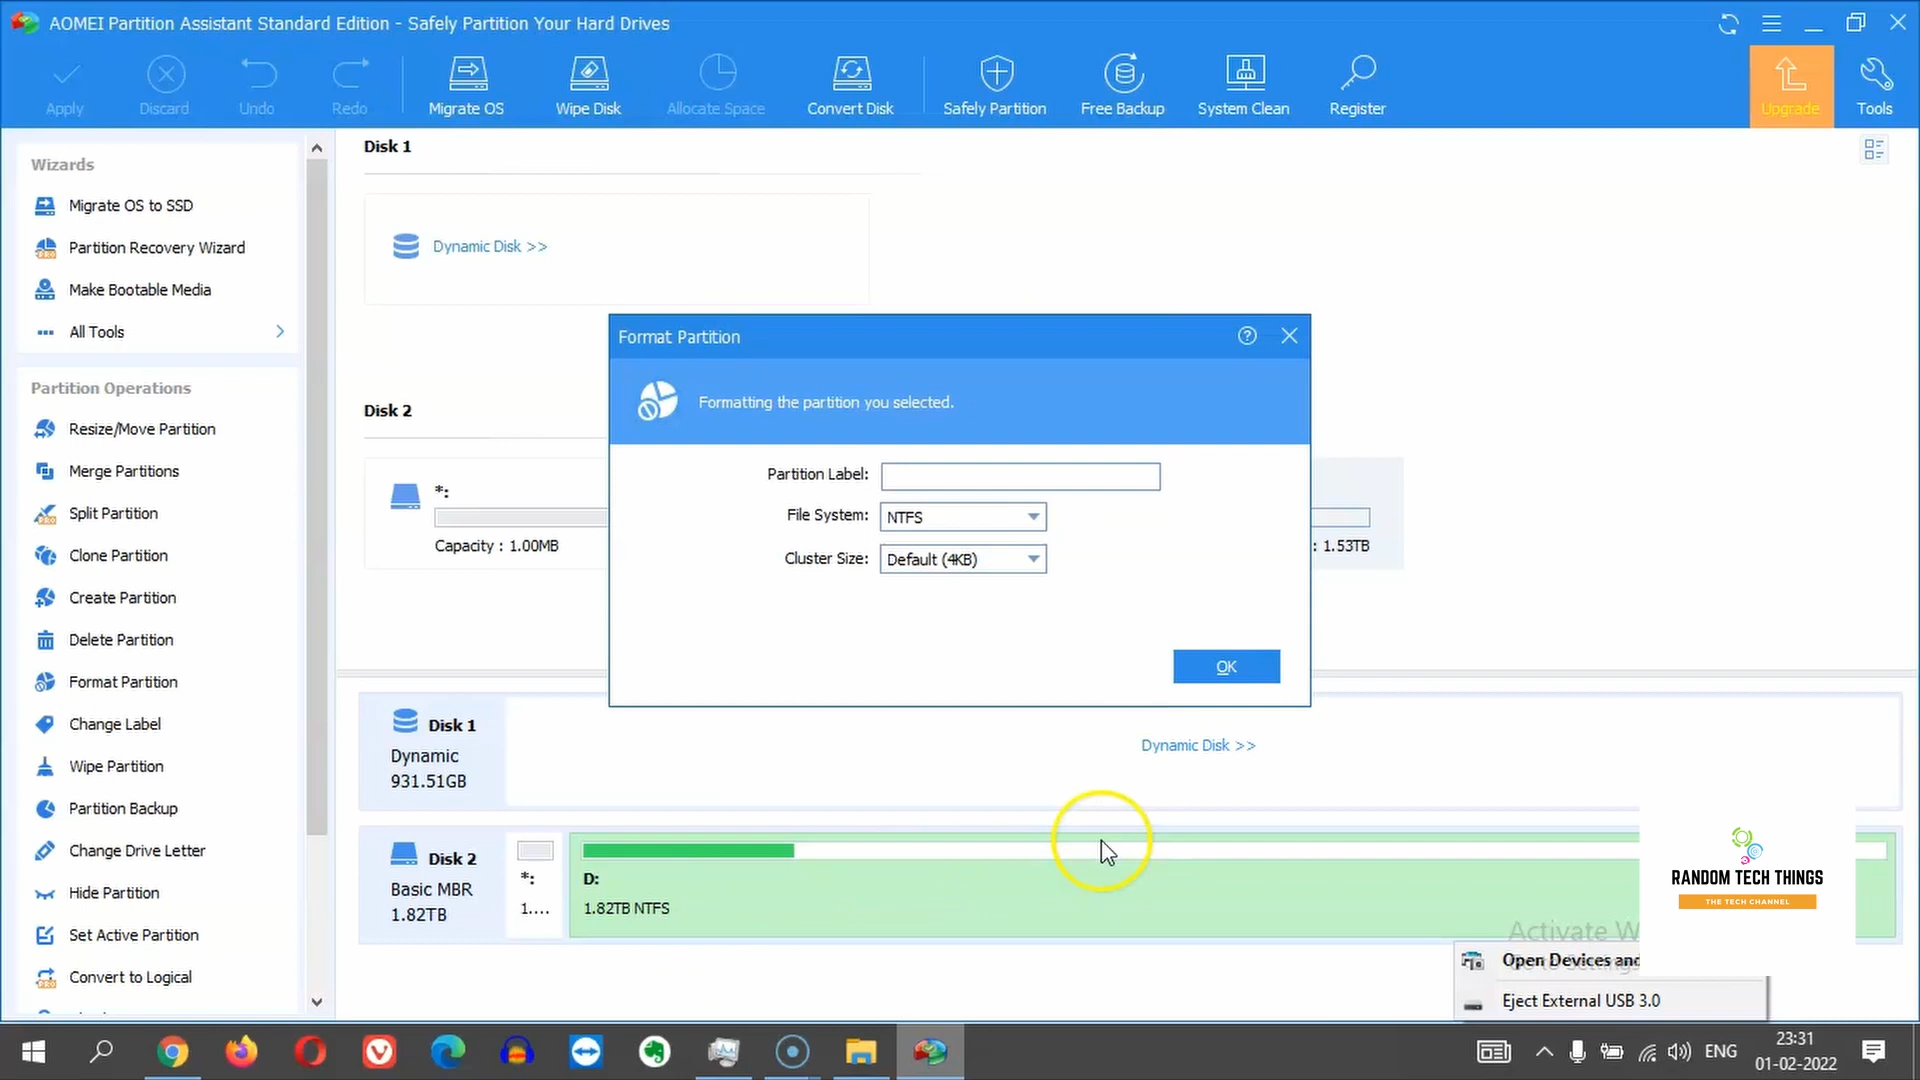 AOMEI Partition Assistant Standard Edition - Safely Partition Your Hard Drives
Apply
Discard
Undo
Redo
Migrate OS
Wipe Disk
Allocate Space
Convert Disk
Safely Partition
Free Backup
System Clean
Register
Upgrade
Tools
Wizards
Migrate OS to SSD
PRO
Partition Recovery Wizard
Make Bootable Media
All Tools
Partition Operations
Resize/Move Partition
Merge Partitions
PRO
Split Partition
Clone Partition
Create Partition
Delete Partition
Format Partition
Change Label
Wipe Partition
Partition Backup
Change Drive Letter
Hide Partition
Set Active Partition
PRO
Convert to Logical
Disk 1
Dynamic Disk >>
Disk 2
*:
Capacity : 1.00MB
: 1.53TB
Format Partition
Formatting the partition you selected.
Partition Label:
File System:
NTFS
Cluster Size:
Default (4KB)
OK
Disk 1
Dynamic
931.51GB
Dynamic Disk >>
Disk 2
Basic MBR
1.82TB
*:
1....
D:
1.82TB NTFS
RANDOM TECH THINGS
THE TECH CHANNEL
Activate W
Open Devices and
Eject External USB 3.0
ENG
23:31
01-02-2022